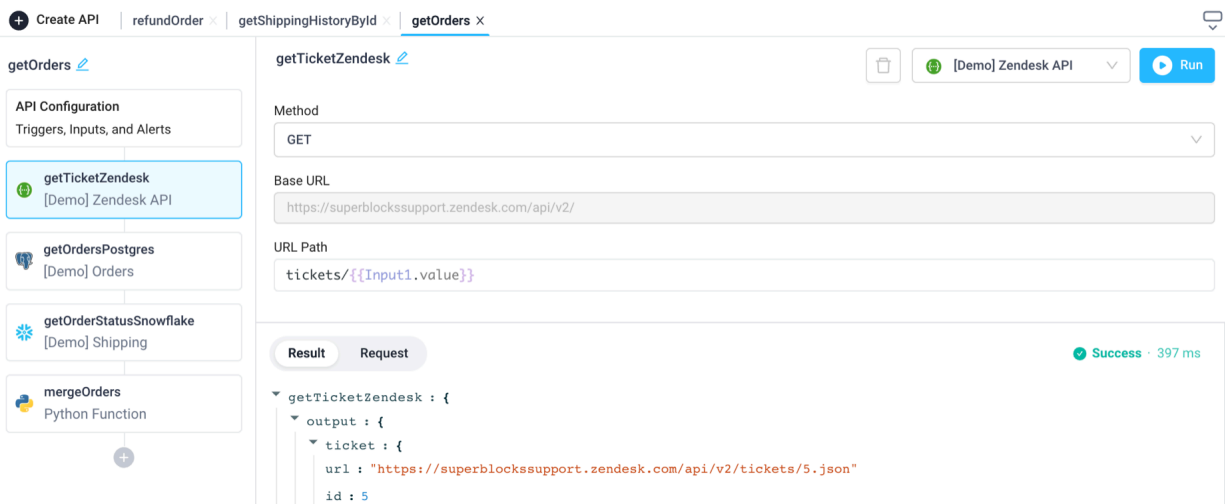 Create API
refundOrder
getShippingHistoryById
getOrders
getOrders
API Configuration
Triggers, Inputs, and Alerts
getTicketZendesk
[Demo] Zendesk API
getOrdersPostgres
[Demo] Orders
getOrderStatusSnowflake
[Demo] Shipping
mergeOrders
Python Function
getTicketZendesk
[Demo] Zendesk API
Run
Method
GET
Base URL
https://superblockssupport.zendesk.com/api/v2/
URL Path
tickets/{{Input1.value}}
Result
Request
Success · 397 ms
getTicketZendesk : {
output : {
ticket : {
url : "https://superblockssupport.zendesk.com/api/v2/tickets/5.json"
id : 5